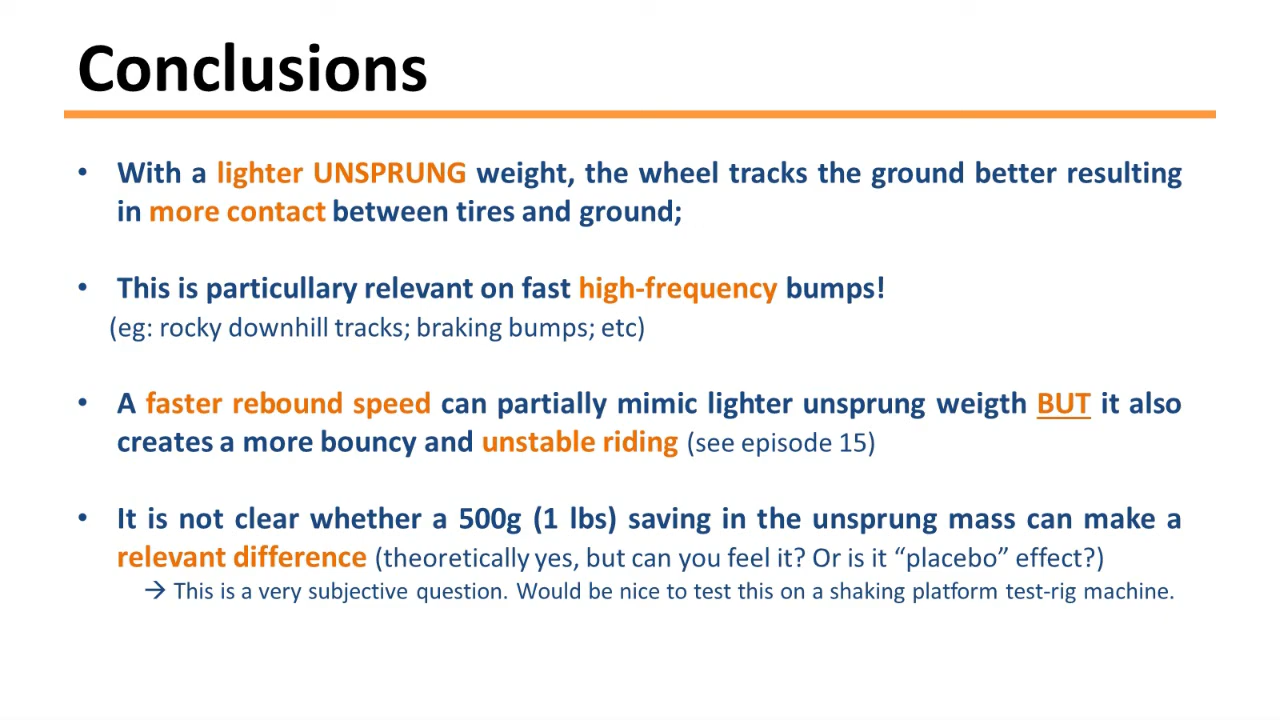 Conclusions
• With a lighter UNSPRUNG weight, the wheel tracks the ground better resulting
in more contact between tires and ground;
• This is particullary relevant on fast high-frequency bumps!
(eg: rocky downhill tracks; braking bumps; etc)
• A faster rebound speed can partially mimic lighter unsprung weigth BUT it also
creates a more bouncy and unstable riding (see episode 15)
• It is not clear whether a 500g (1 lbs) saving in the unsprung mass can make a
relevant difference (theoretically yes, but can you feel it? Or is it “placebo” effect?)
→ This is a very subjective question. Would be nice to test this on a shaking platform test-rig machine.